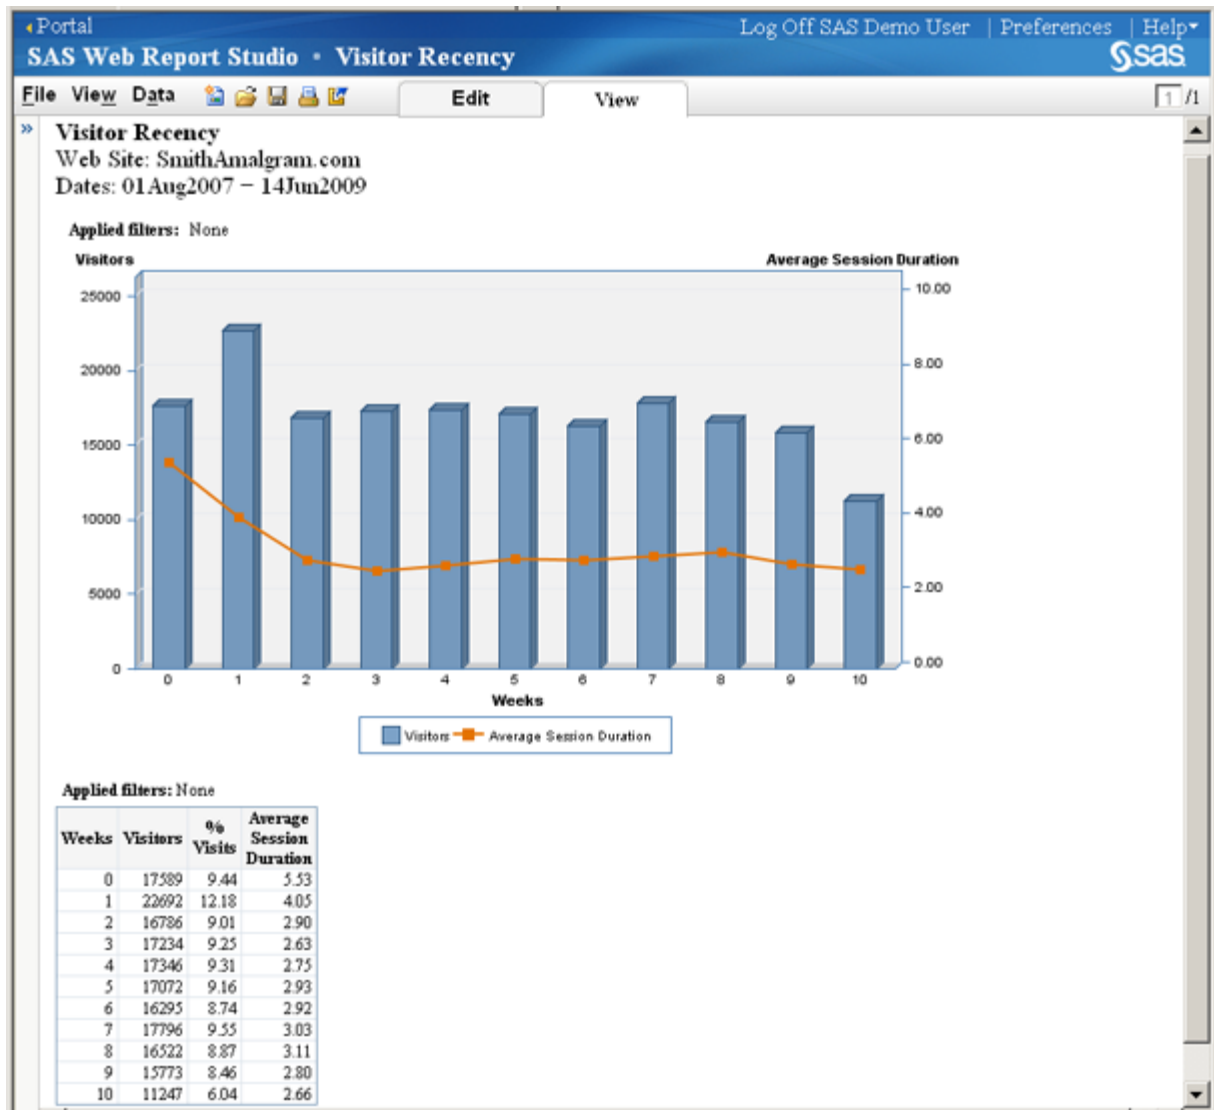 Portal Log Off SAS Demo User | Preferences | Help
SAS Web Report Studio • Visitor Recency sas
File View Data Edit View 1 /1
» Visitor Recency
Web Site: SmithAmalgram.com
Dates: 01Aug2007 – 14Jun2009
Applied filters: None
Visitors Average Session Duration
25000 10.00
20000 8.00
15000 6.00
10000 4.00
5000 2.00
0 0.00
0 1 2 3 4 5 6 7 8 9 10
Weeks
Visitors Average Session Duration
Applied filters: None
Weeks Visitors % Visits Average Session Duration
0 17589 9.44 5.53
1 22692 12.18 4.05
2 16786 9.01 2.90
3 17234 9.25 2.63
4 17346 9.31 2.75
5 17072 9.16 2.93
6 16295 8.74 2.92
7 17796 9.55 3.03
8 16522 8.87 3.11
9 15773 8.46 2.80
10 11247 6.04 2.66